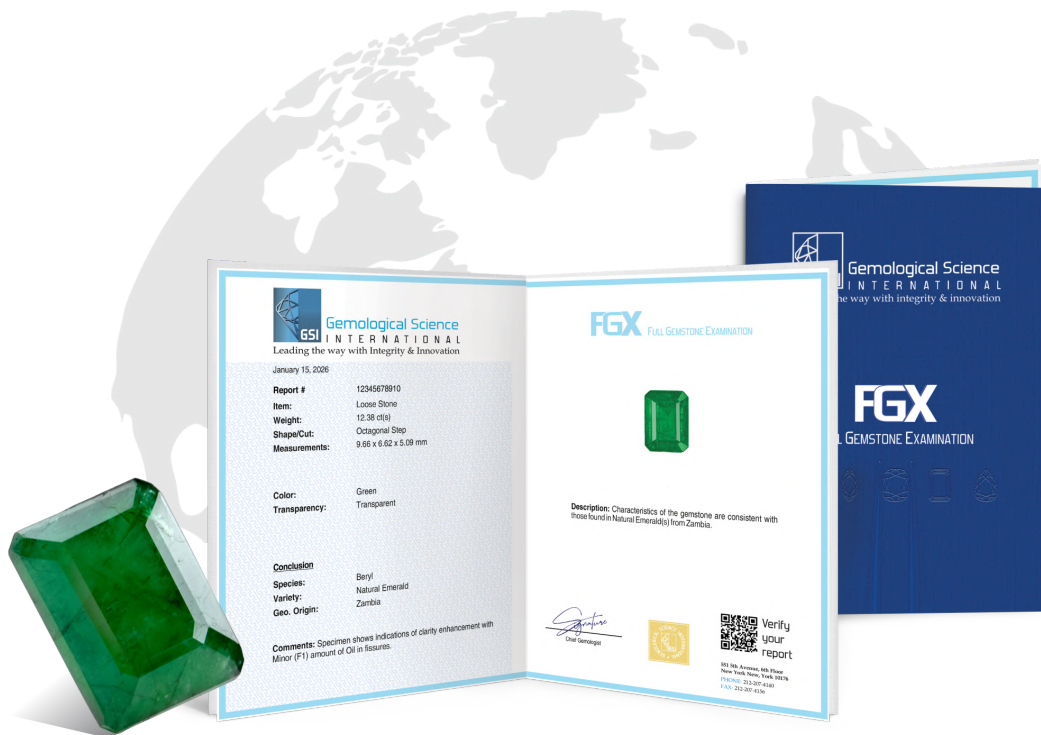 GSI
Gemological Science
INTERNATIONAL
Leading the way with Integrity & Innovation
January 15, 2026
Report # 12345678910
Item: Loose Stone
Weight: 12.38 ct(s)
Shape/Cut: Octagonal Step
Measurements: 9.66 x 6.62 x 5.09 mm
Color: Green
Transparency: Transparent
Conclusion
Species: Beryl
Variety: Natural Emerald
Geo. Origin: Zambia
Comments: Specimen shows indications of clarity enhancement with
Minor (F1) amount of Oil in fissures.
FGX FULL GEMSTONE EXAMINATION
Description: Characteristics of the gemstone are consistent with
those found in Natural Emerald(s) from Zambia.
Signature
Chief Gemologist
Verify
your
report
551 5th Avenue, 6th Floor
New York New, York 10176
PHONE: 212-207-4140
FAX: 212-207-4156
Gemological Science
INTERNATIONAL
he way with integrity & innovation
FGX
L GEMSTONE EXAMINATION